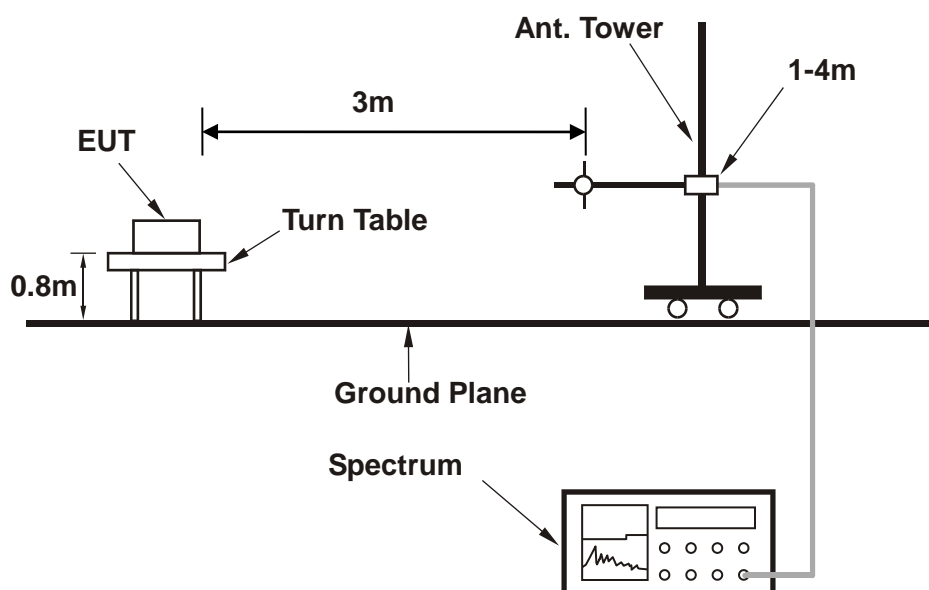 Ant. Tower
1-4m
3m
EUT
Turn Table
0.8m
Ground Plane
Spectrum